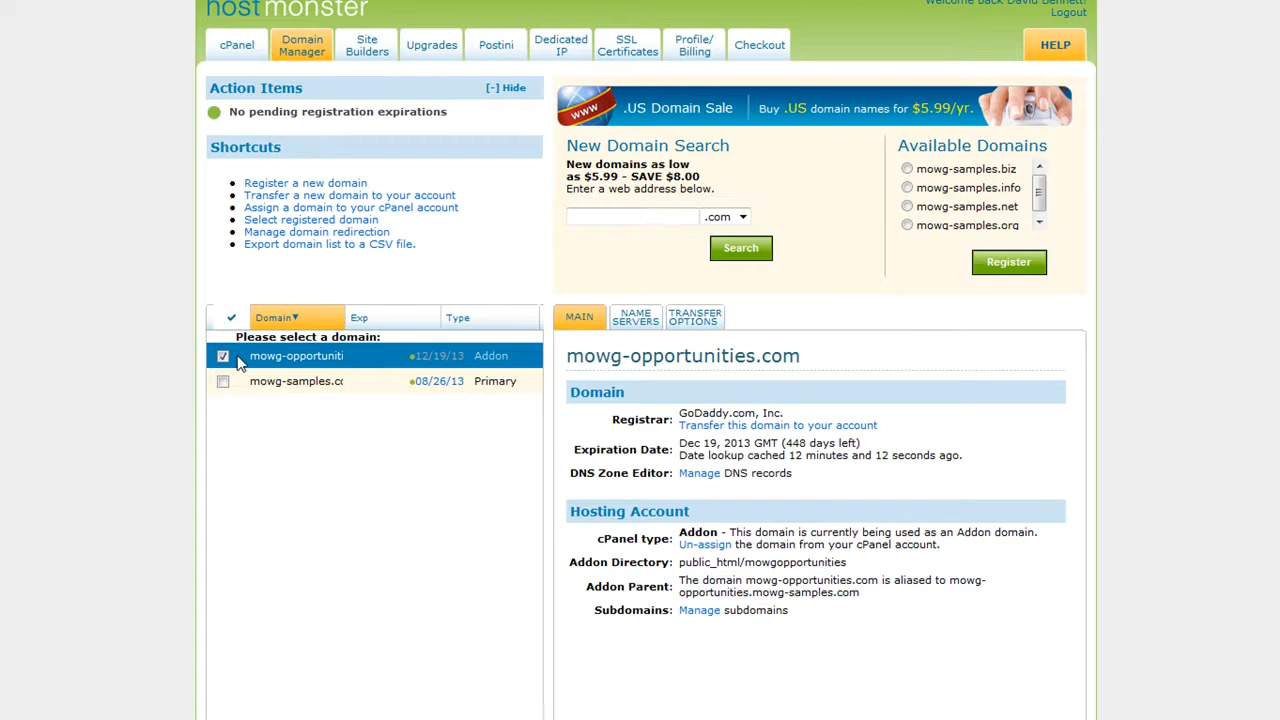 hostmonster
Welcome Back David Bennett!
Logout
cPanel
Domain
Manager
Site
Builders
Upgrades
Postini
Dedicated
IP
SSL
Certificates
Profile/
Billing
Checkout
HELP
Action Items
[-] Hide
No pending registration expirations
Shortcuts
Register a new domain
Transfer a new domain to your account
Assign a domain to your cPanel account
Select registered domain
Manage domain redirection
Export domain list to a CSV file.
www
.US Domain Sale
Buy .US domain names for $5.99/yr.
New Domain Search
New domains as low
as $5.99 - SAVE $8.00
Enter a web address below.
.com
Search
Available Domains
mowg-samples.biz
mowg-samples.info
mowg-samples.net
mowg-samples.org
Register
Domain
Exp
Type
Please select a domain:
mowg-opportuniti 12/19/13 Addon
mowg-samples.cc 08/26/13 Primary
MAIN
NAME
SERVERS
TRANSFER
OPTIONS
mowg-opportunities.com
Domain
Registrar: GoDaddy.com, Inc.
Transfer this domain to your account
Expiration Date: Dec 19, 2013 GMT (448 days left)
Date lookup cached 12 minutes and 12 seconds ago.
DNS Zone Editor: Manage DNS records
Hosting Account
cPanel type: Addon - This domain is currently being used as an Addon domain.
Un-assign the domain from your cPanel account.
Addon Directory: public_html/mowgopportunities
Addon Parent: The domain mowg-opportunities.com is aliased to mowg-
opportunities.mowg-samples.com
Subdomains: Manage subdomains